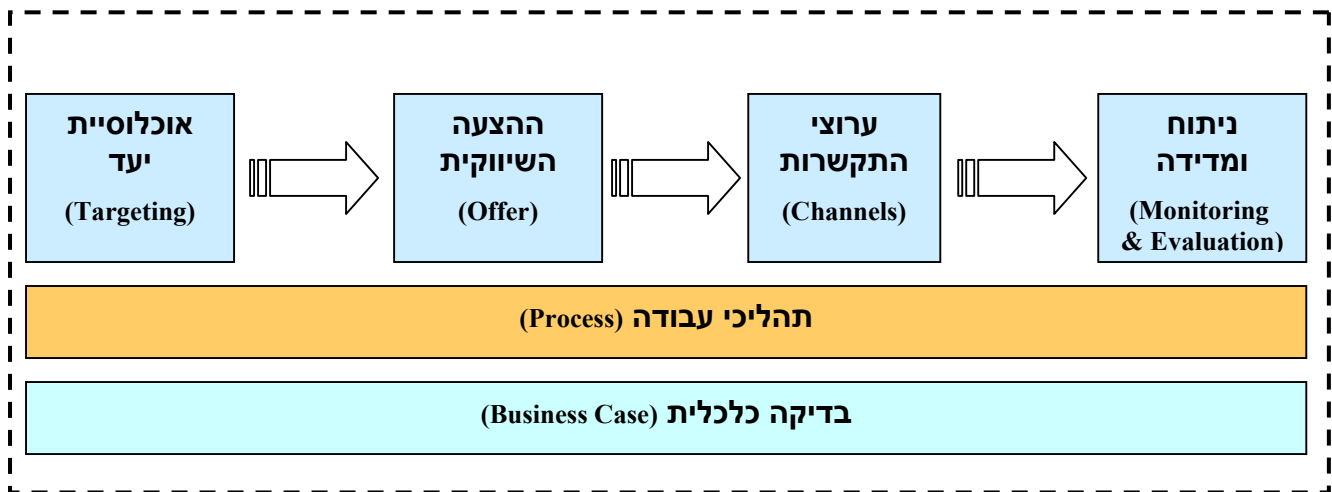 אוכלוסיית
יעד
(Targeting)
ההצעה
השיווקית
(Offer)
ערוצי
התקשרות
(Channels)
ניתוח
ומדידה
(Monitoring
& Evaluation)
תהליכי עבודה (Process)
בדיקה כלכלית (Business Case)